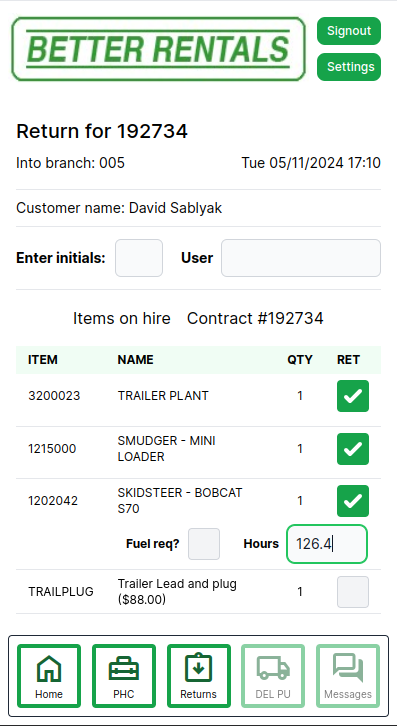 BETTER RENTALS
Signout
Settings
Return for 192734
Into branch: 005 Tue 05/11/2024 17:10
Customer name: David Sablyak
Enter initials: User
Items on hire Contract #192734
ITEM NAME QTY RET
3200023 TRAILER PLANT 1
1215000 SMUDGER - MINI LOADER 1
1202042 SKIDSTEER - BOBCAT S70 1
Fuel req? Hours 126.4
TRAILPLUG Trailer Lead and plug ($88.00) 1
Home PHC Returns DEL PU Messages